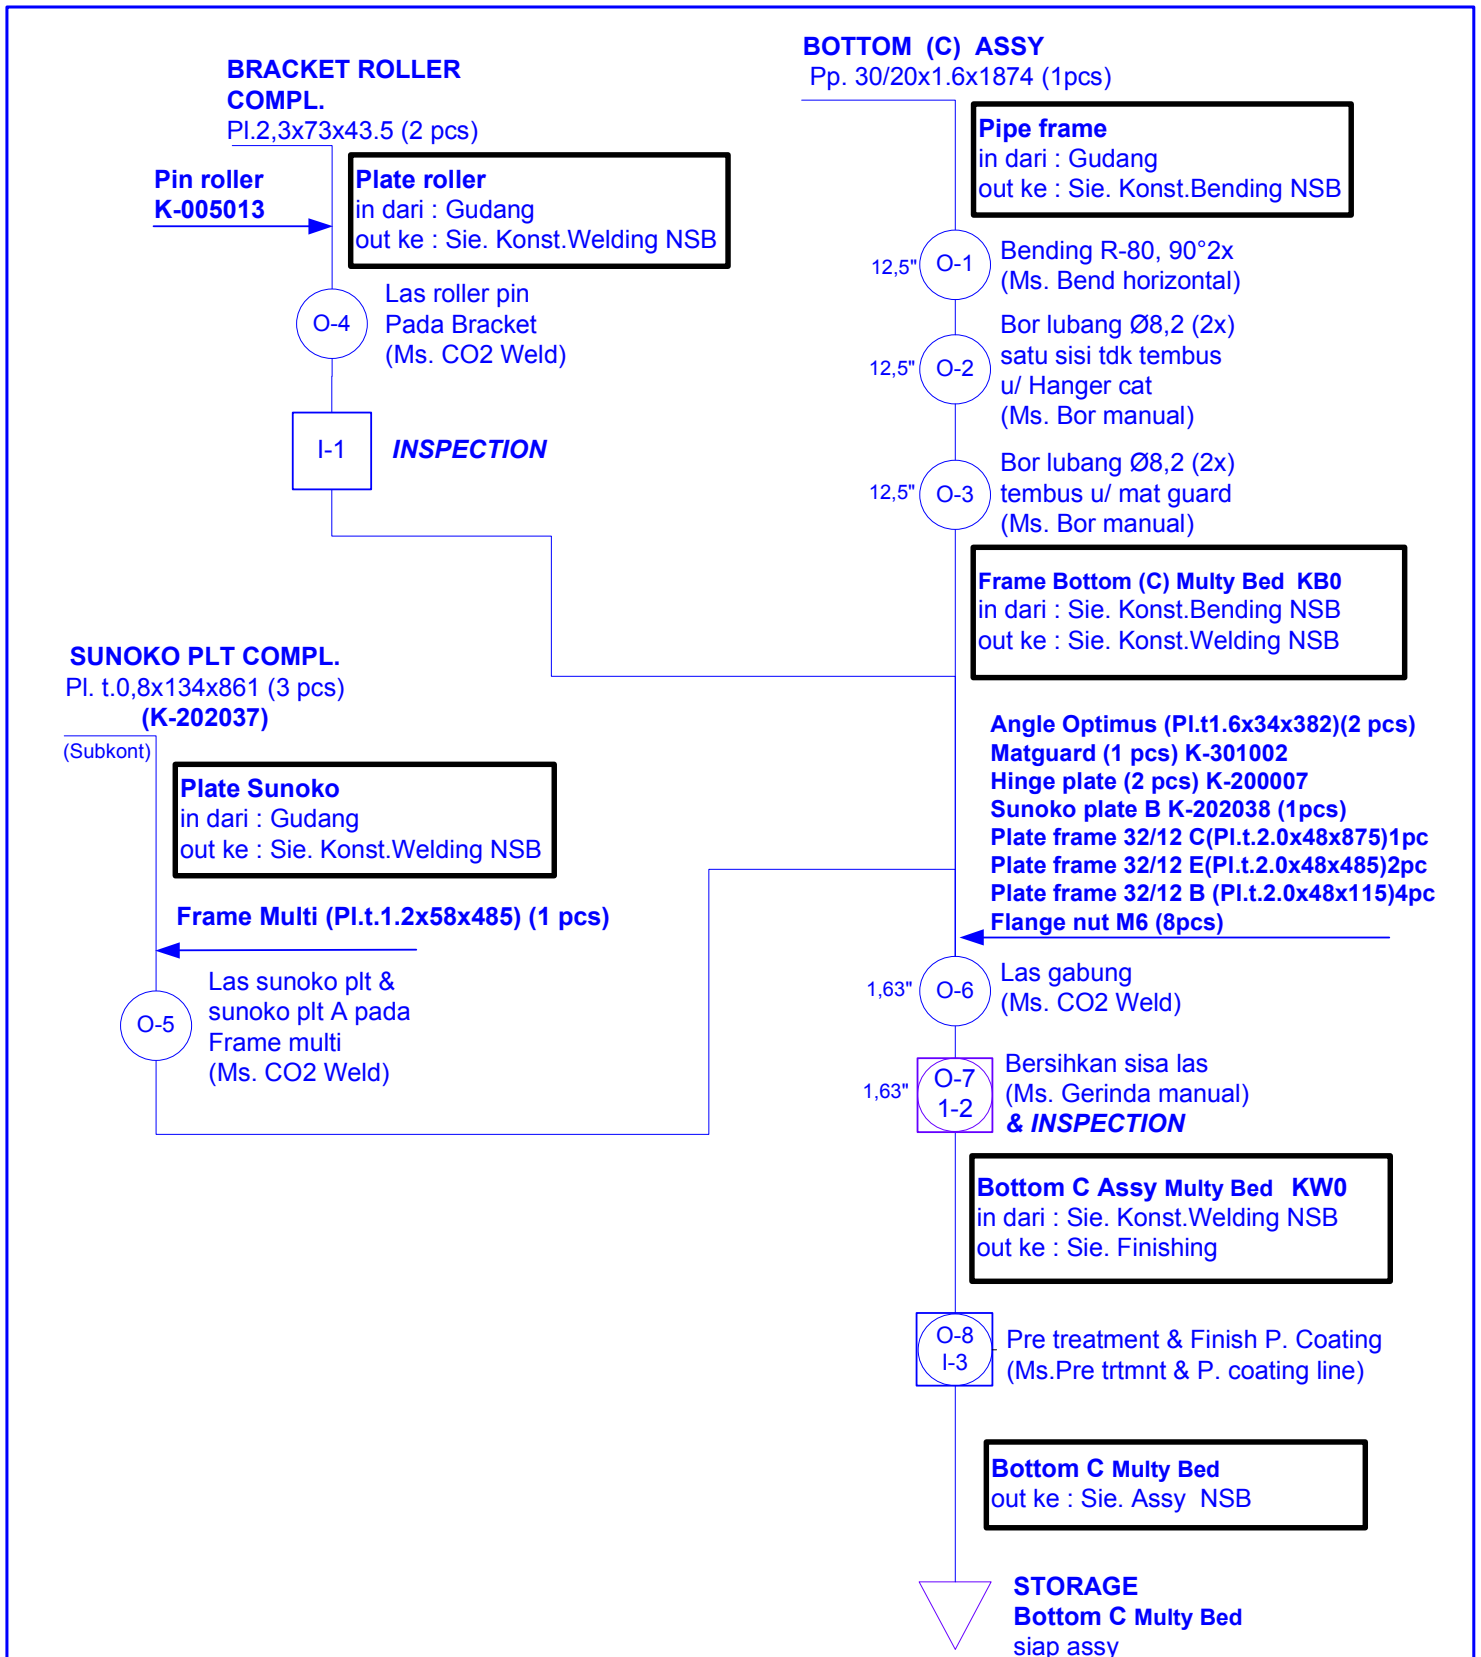 BRACKET ROLLER
COMPL.
Pl.2,3x73x43.5 (2 pcs)
Pin roller
K-005013
Plate roller
in dari : Gudang
out ke : Sie. Konst.Welding NSB
O-4
Las roller pin
Pada Bracket
(Ms. CO2 Weld)
I-1
INSPECTION
BOTTOM (C) ASSY
Pp. 30/20x1.6x1874 (1pcs)
Pipe frame
in dari : Gudang
out ke : Sie. Konst.Bending NSB
12,5"
O-1
Bending R-80, 90°2x
(Ms. Bend horizontal)
12,5"
O-2
Bor lubang Ø8,2 (2x)
satu sisi tdk tembus
u/ Hanger cat
(Ms. Bor manual)
12,5"
O-3
Bor lubang Ø8,2 (2x)
tembus u/ mat guard
(Ms. Bor manual)
Frame Bottom (C) Multy Bed KB0
in dari : Sie. Konst.Bending NSB
out ke : Sie. Konst.Welding NSB
SUNOKO PLT COMPL.
Pl. t.0,8x134x861 (3 pcs)
(K-202037)
(Subkont)
Plate Sunoko
in dari : Gudang
out ke : Sie. Konst.Welding NSB
Frame Multi (Pl.t.1.2x58x485) (1 pcs)
O-5
Las sunoko plt &
sunoko plt A pada
Frame multi
(Ms. CO2 Weld)
Angle Optimus (Pl.t1.6x34x382)(2 pcs)
Matguard (1 pcs) K-301002
Hinge plate (2 pcs) K-200007
Sunoko plate B K-202038 (1pcs)
Plate frame 32/12 C(Pl.t.2.0x48x875)1pc
Plate frame 32/12 E(Pl.t.2.0x48x485)2pc
Plate frame 32/12 B (Pl.t.2.0x48x115)4pc
Flange nut M6 (8pcs)
1,63"
O-6
Las gabung
(Ms. CO2 Weld)
1,63"
O-7
1-2
Bersihkan sisa las
(Ms. Gerinda manual)
& INSPECTION
Bottom C Assy Multy Bed KW0
in dari : Sie. Konst.Welding NSB
out ke : Sie. Finishing
O-8
I-3
Pre treatment & Finish P. Coating
(Ms.Pre trtmnt & P. coating line)
Bottom C Multy Bed
out ke : Sie. Assy NSB
STORAGE
Bottom C Multy Bed
siap assy